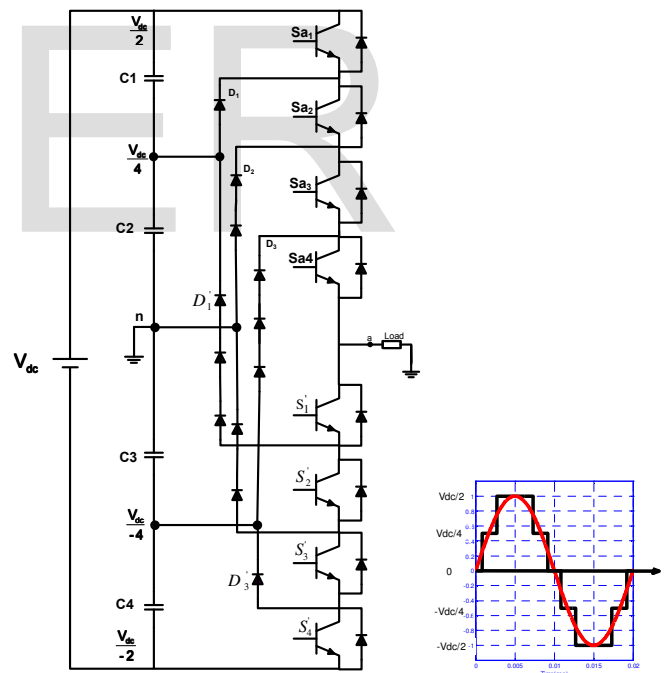 E R
Vdc
2
Sa1
C1
D1
Sa2
Vdc
4
D2
Sa3
C2
D3
Sa4
D1'
n
a Load
Vdc
S1'
C3
S2'
Vdc
-4
S3'
D3'
C4
S4'
Vdc
-2
Vdc/2 1
0.8
0.6
Vdc/4 0.4
0.2
0 0
-0.2
-Vdc/4 -0.4
-0.6
-0.8
-Vdc/2 -1
0 0.005 0.01 0.015 0.02